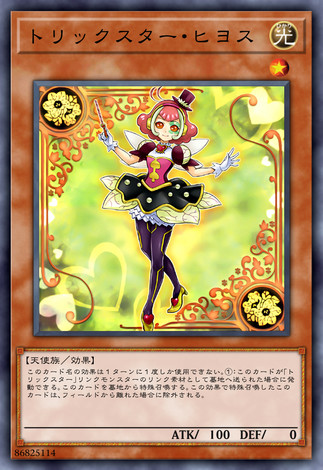 トリックスター・ヒヨス
光
【天使族／効果】
このカード名の効果は１ターンに１度しか使用できない。①：このカードが「ト
リックスター」リンクモンスターのリンク素材として墓地へ送られた場合に発
動できる。このカードを墓地から特殊召喚する。この効果で特殊召喚したこ
のカードは、フィールドから離れた場合に除外される。
ATK/ 100 DEF/ 0
86825114